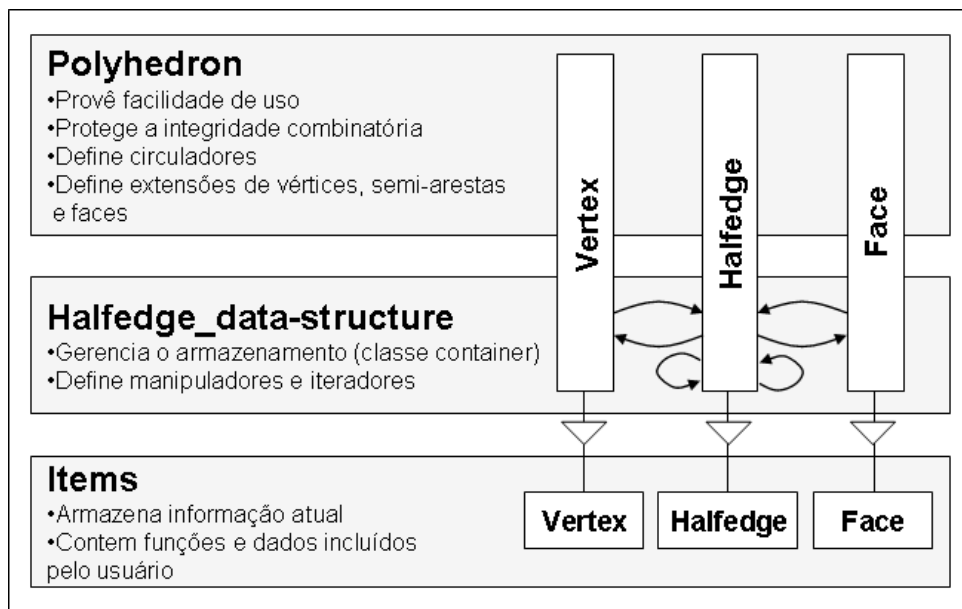 Polyhedron
•Provê facilidade de uso
•Protege a integridade combinatória
•Define circuladores
•Define extensões de vértices, semi-arestas
e faces
Vertex
Halfedge
Face
Halfedge_data-structure
•Gerencia o armazenamento (classe container)
•Define manipuladores e iteradores
Items
•Armazena informação atual
•Contem funções e dados incluídos
pelo usuário
Vertex
Halfedge
Face